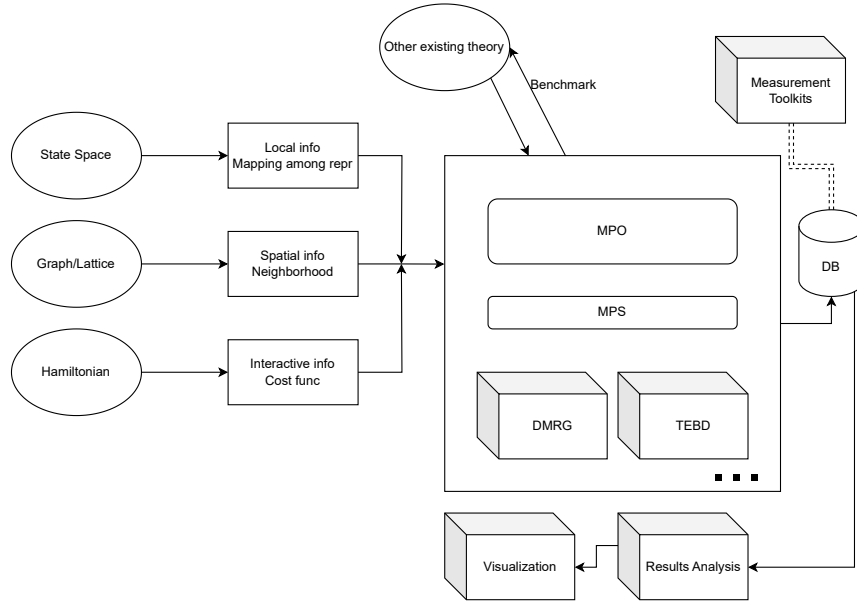 Other existing theory
Benchmark
Measurement
Toolkits
State Space
Local info
Mapping among repr
MPO
Graph/Lattice
Spatial info
Neighborhood
DB
MPS
Hamiltonian
Interactive info
Cost func
DMRG
TEBD
Visualization
Results Analysis